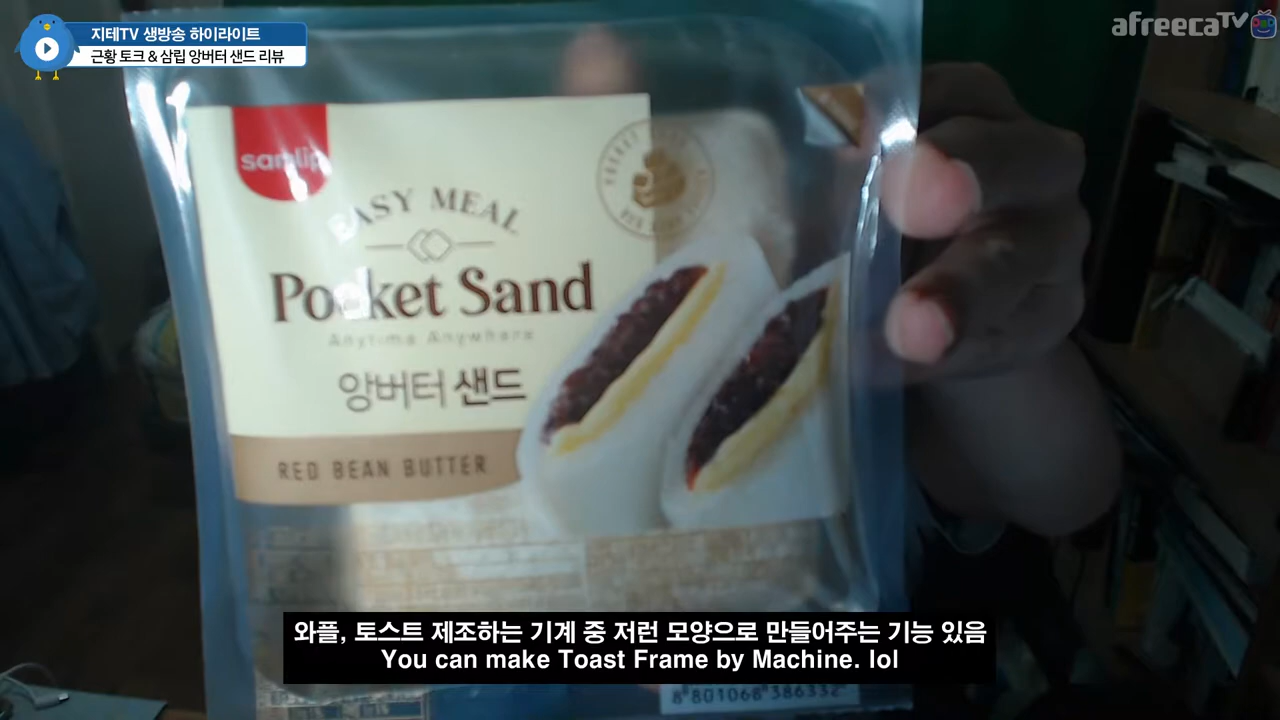 지테TV 생방송 하이라이트
근황 토크 & 삼립 앙버터 샌드 리뷰
afreecaTV
samlip
EASY MEAL
Pocket Sand
Anytime Anywhere
앙버터 샌드
RED BEAN BUTTER
와플, 토스트 제조하는 기계 중 저런 모양으로 만들어주는 기능 있음
You can make Toast Frame by Machine. lol
8 801068 386332